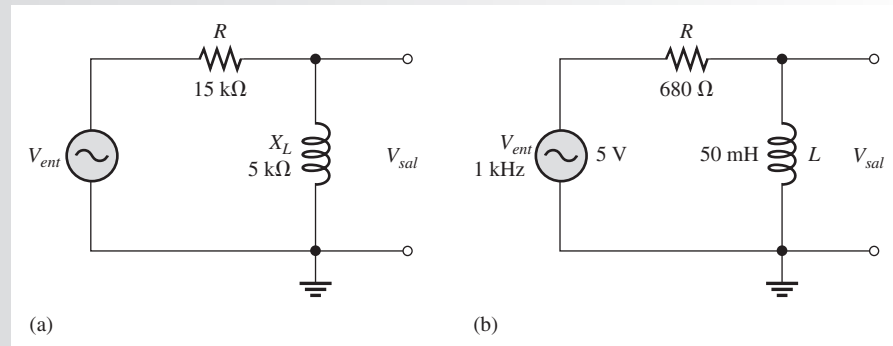 R
15 kΩ
V_ent
X_L
5 kΩ
V_sal
(a)
R
680 Ω
V_ent
1 kHz
5 V
50 mH
L
V_sal
(b)